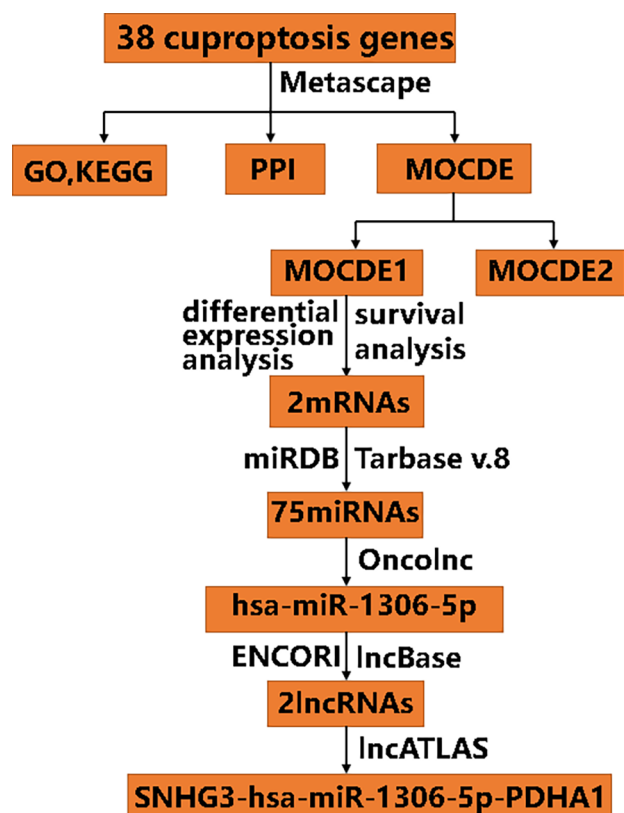 38 cuproptosis genes
Metascape
GO,KEGG
PPI
MOCDE
MOCDE1
MOCDE2
differential
expression
analysis
survival
analysis
2mRNAs
miRDB
Tarbase v.8
75miRNAs
Oncolnc
hsa-miR-1306-5p
ENCORI
lncBase
2lncRNAs
lncATLAS
SNHG3-hsa-miR-1306-5p-PDHA1